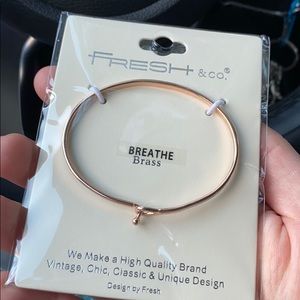 FRESH & co.®
BREATHE
Brass
We Make a High Quality Brand
Vintage, Chic, Classic & Unique Design
Design by Fresh